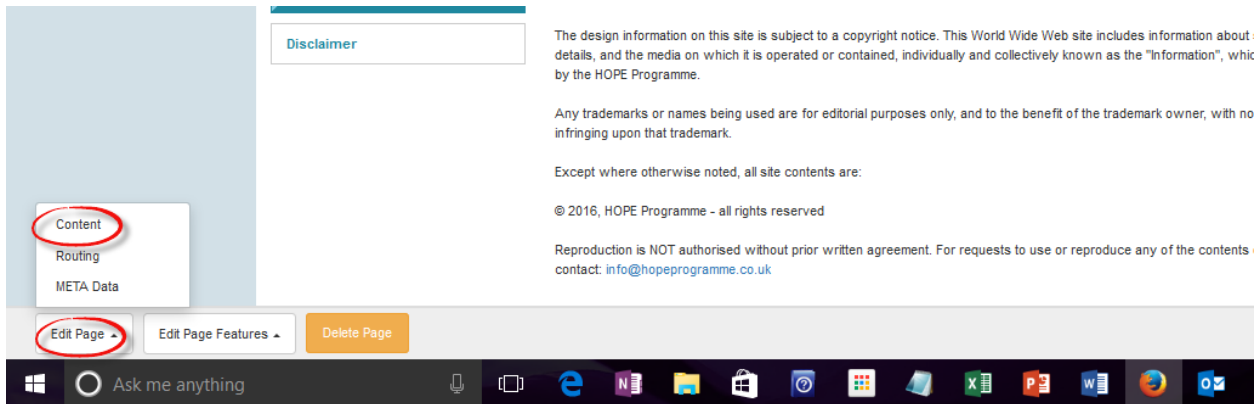 Disclaimer
The design information on this site is subject to a copyright notice. This World Wide Web site includes information about
details, and the media on which it is operated or contained, individually and collectively known as the "Information", whic
by the HOPE Programme.
Any trademarks or names being used are for editorial purposes only, and to the benefit of the trademark owner, with no
infringing upon that trademark.
Except where otherwise noted, all site contents are:
© 2016, HOPE Programme - all rights reserved
Reproduction is NOT authorised without prior written agreement. For requests to use or reproduce any of the contents
contact: info@hopeprogramme.co.uk
Content
Routing
META Data
Edit Page
Edit Page Features
Delete Page
Ask me anything